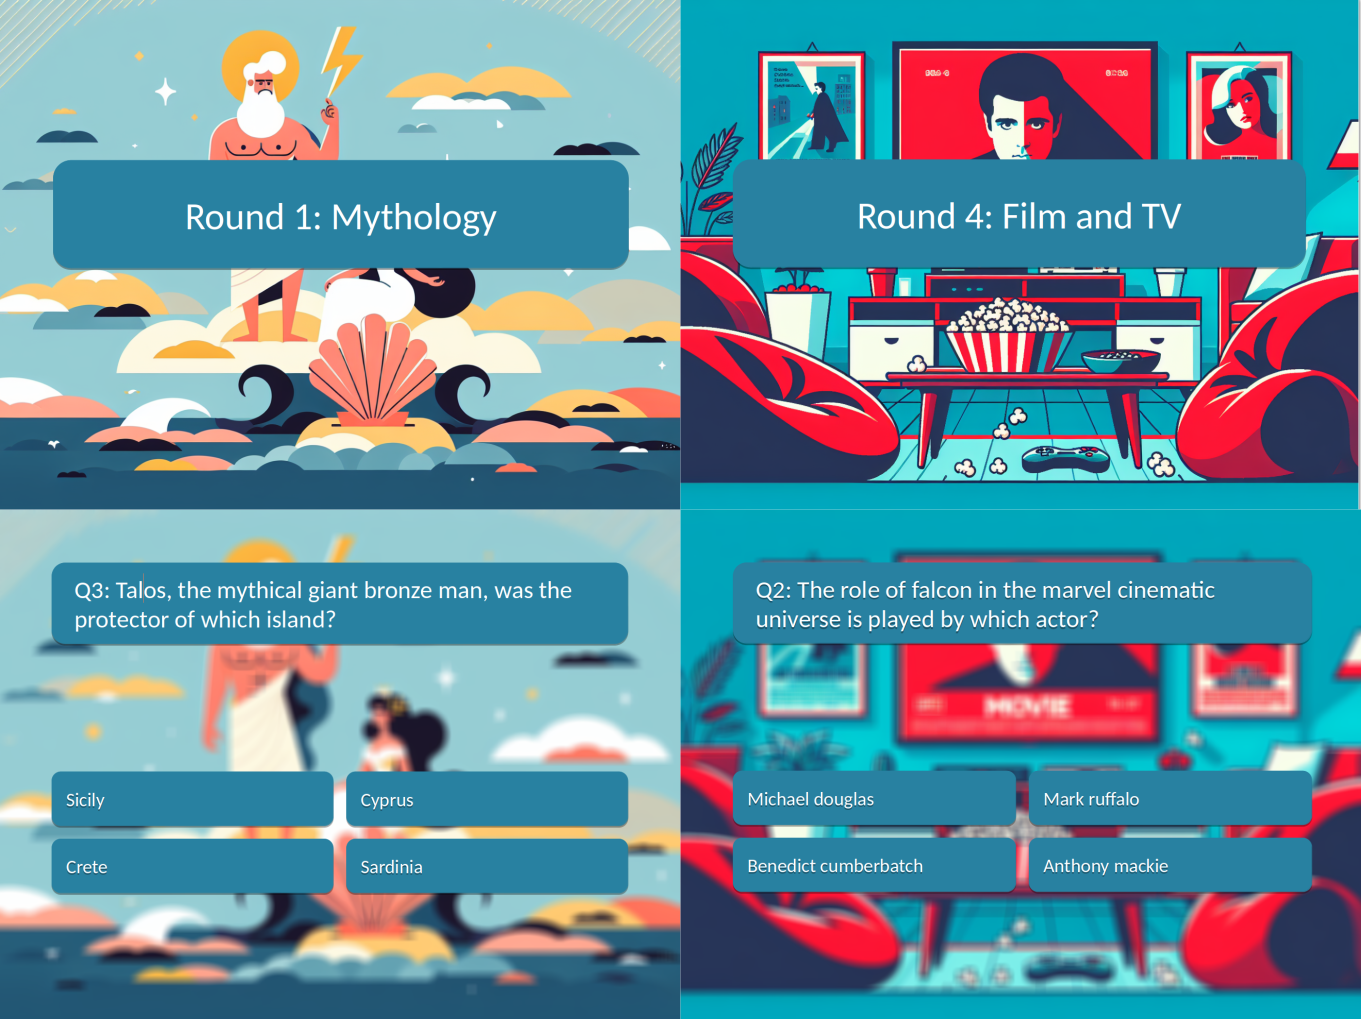 Round 1: Mythology
Round 4: Film and TV
Q3: Talos, the mythical giant bronze man, was the
protector of which island?
Sicily
Cyprus
Crete
Sardinia
Q2: The role of falcon in the marvel cinematic
universe is played by which actor?
MOVIE
Michael douglas
Mark ruffalo
Benedict cumberbatch
Anthony mackie